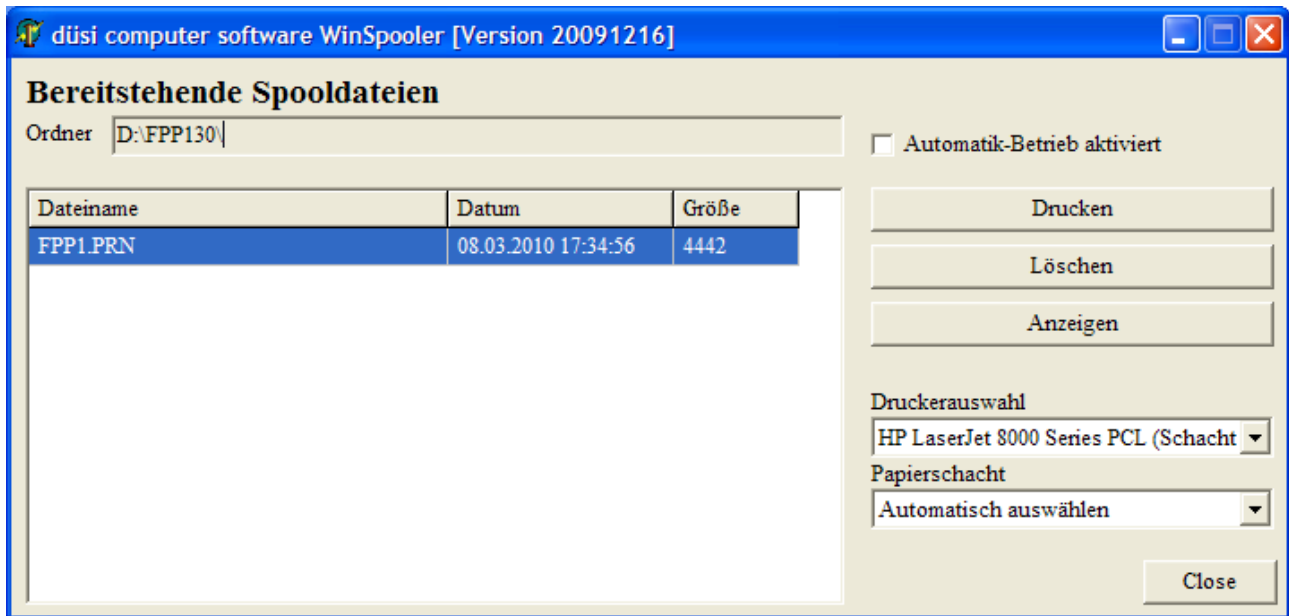 düsi computer software WinSpooler [Version 20091216]
Bereitstehende Spooldateien
Ordner D:\FPP130\
Automatik-Betrieb aktiviert
Dateiname Datum Größe
FPP1.PRN 08.03.2010 17:34:56 4442
Drucken
Löschen
Anzeigen
Druckerauswahl
HP LaserJet 8000 Series PCL (Schacht
Papierschacht
Automatisch auswählen
Close